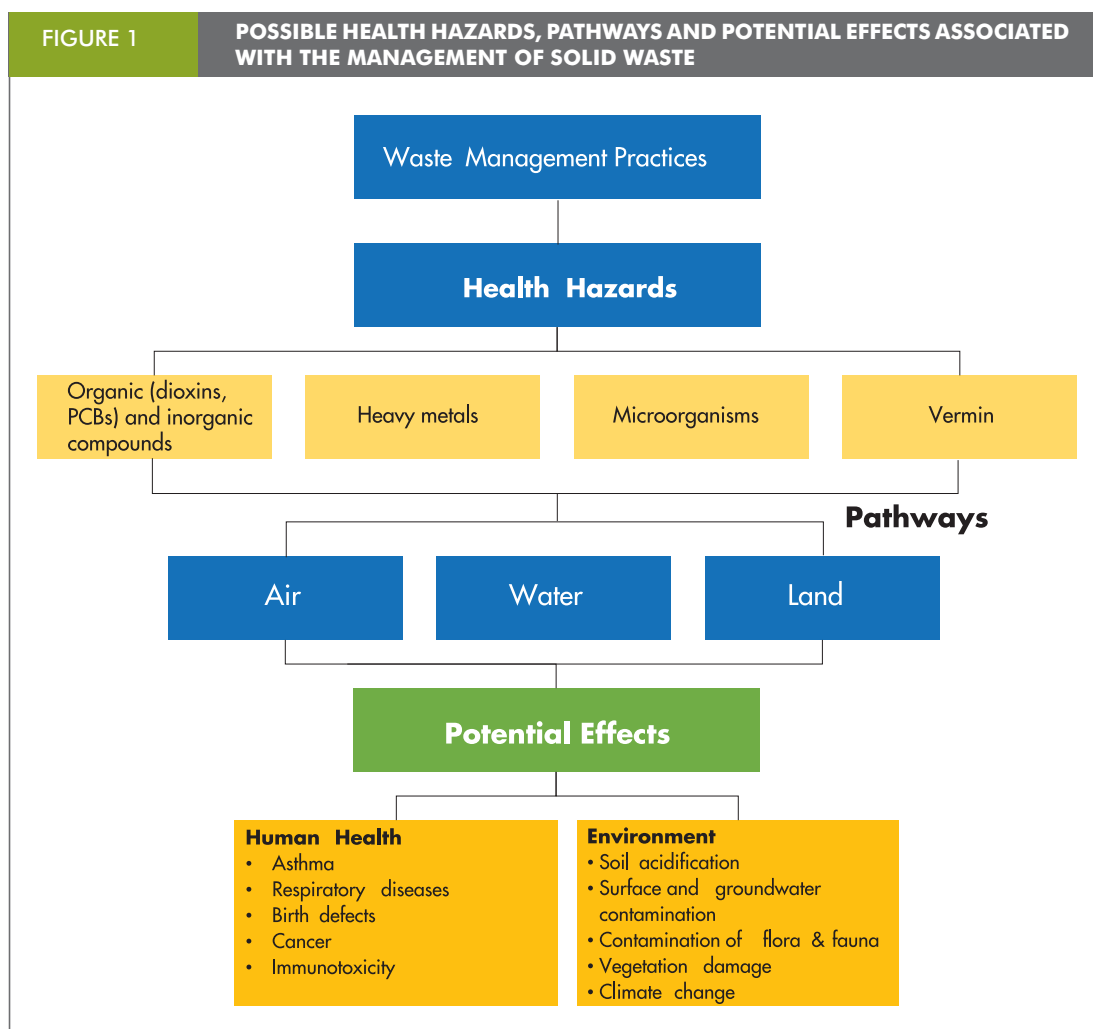 FIGURE 1
POSSIBLE HEALTH HAZARDS, PATHWAYS AND POTENTIAL EFFECTS ASSOCIATED
WITH THE MANAGEMENT OF SOLID WASTE
Waste Management Practices
Health Hazards
Organic (dioxins,
PCBs) and inorganic
compounds
Heavy metals
Microorganisms
Vermin
Pathways
Air
Water
Land
Potential Effects
Human Health
• Asthma
• Respiratory diseases
• Birth defects
• Cancer
• Immunotoxicity
Environment
• Soil acidification
• Surface and groundwater
contamination
• Contamination of flora & fauna
• Vegetation damage
• Climate change